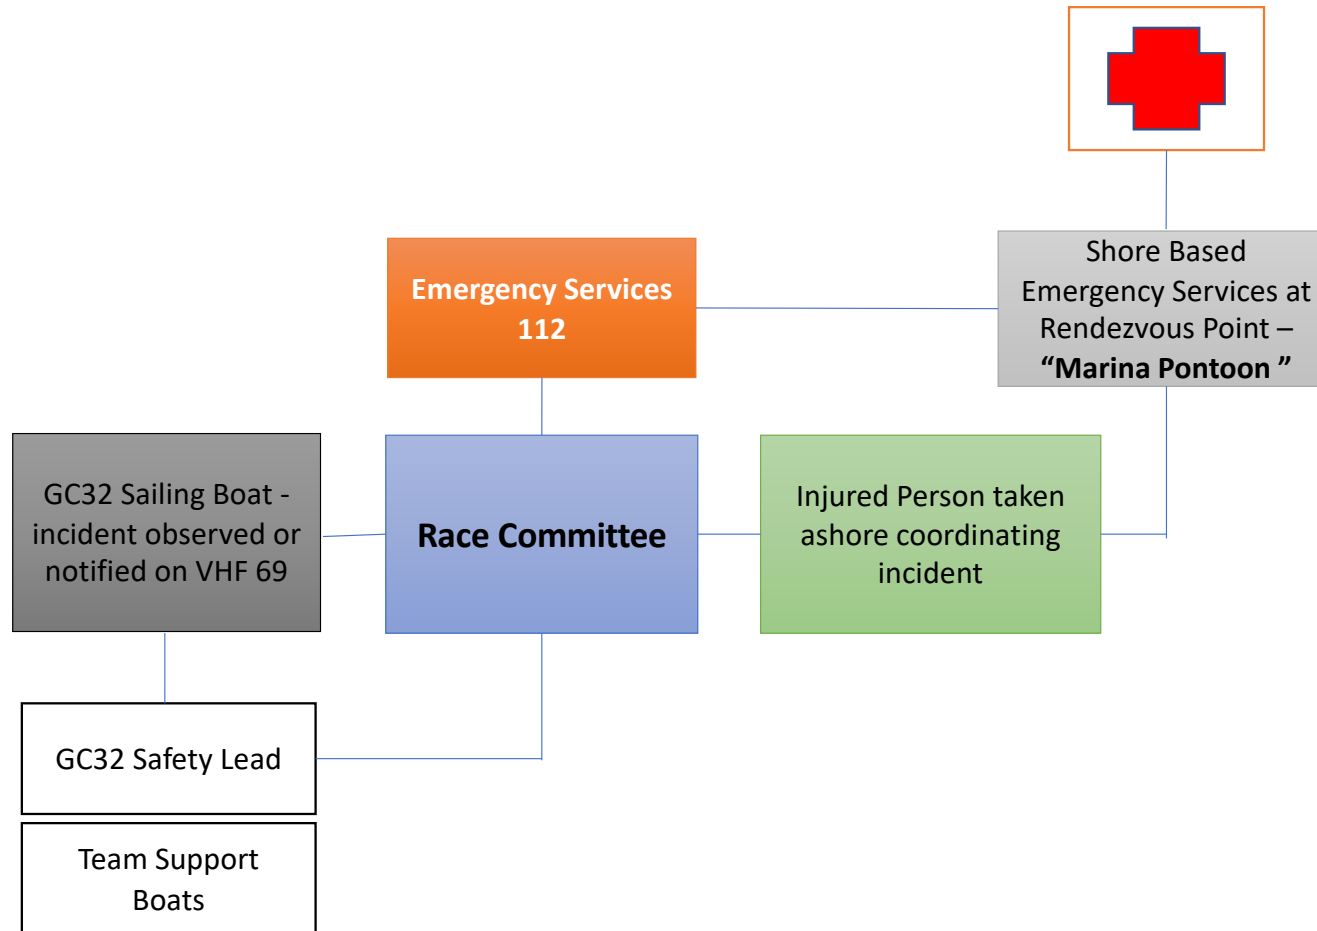 Shore Based
Emergency Services at
Rendezvous Point –
“Marina Pontoon ”
Emergency Services
112
GC32 Sailing Boat -
incident observed or
notified on VHF 69
Race Committee
Injured Person taken
ashore coordinating
incident
GC32 Safety Lead
Team Support
Boats